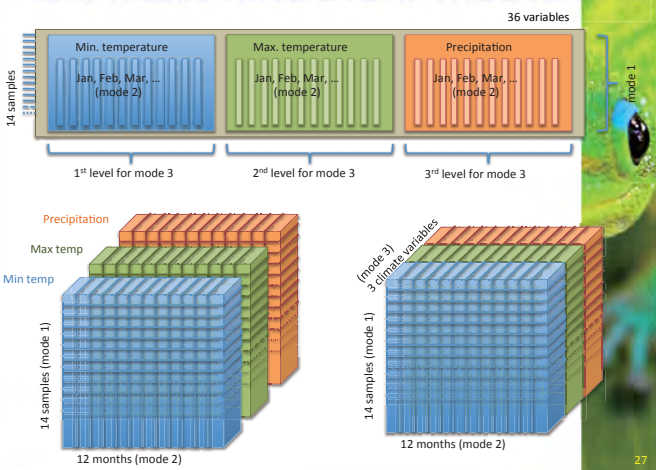 36 variables
14 samples
Min. temperature
Jan, Feb, Mar, ...
(mode 2)
Max. temperature
Jan, Feb, Mar, ...
(mode 2)
Precipitation
Jan, Feb, Mar, ...
(mode 2)
mode 1
1st level for mode 3
2nd level for mode 3
3rd level for mode 3
Precipitation
Max temp
Min temp
14 samples (mode 1)
12 months (mode 2)
(mode 3)
3 climate variables
14 samples (mode 1)
12 months (mode 2)
27